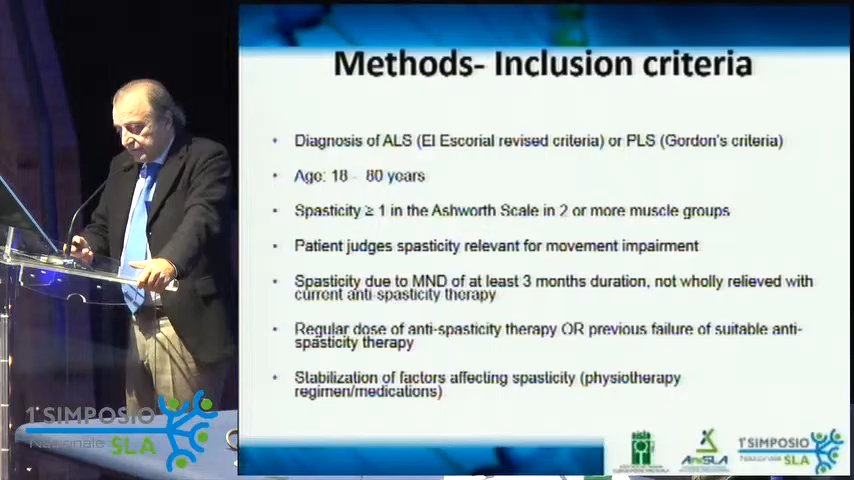 Methods- Inclusion criteria
Diagnosis of ALS (El Escorial revised criteria) or PLS (Gordon's criteria)
Age: 18 - 80 years
Spasticity ≥ 1 in the Ashworth Scale in 2 or more muscle groups
Patient judges spasticity relevant for movement impairment
Spasticity due to MND of at least 3 months duration, not wholly relieved with
current anti-spasticity therapy
Regular dose of anti-spasticity therapy OR previous failure of suitable anti-
spasticity therapy
Stabilization of factors affecting spasticity (physiotherapy
regimen/medications)
1°SIMPOSIO
Nazionale SLA
aisla
AriSLA
1°SIMPOSIO
Nazionale SLA